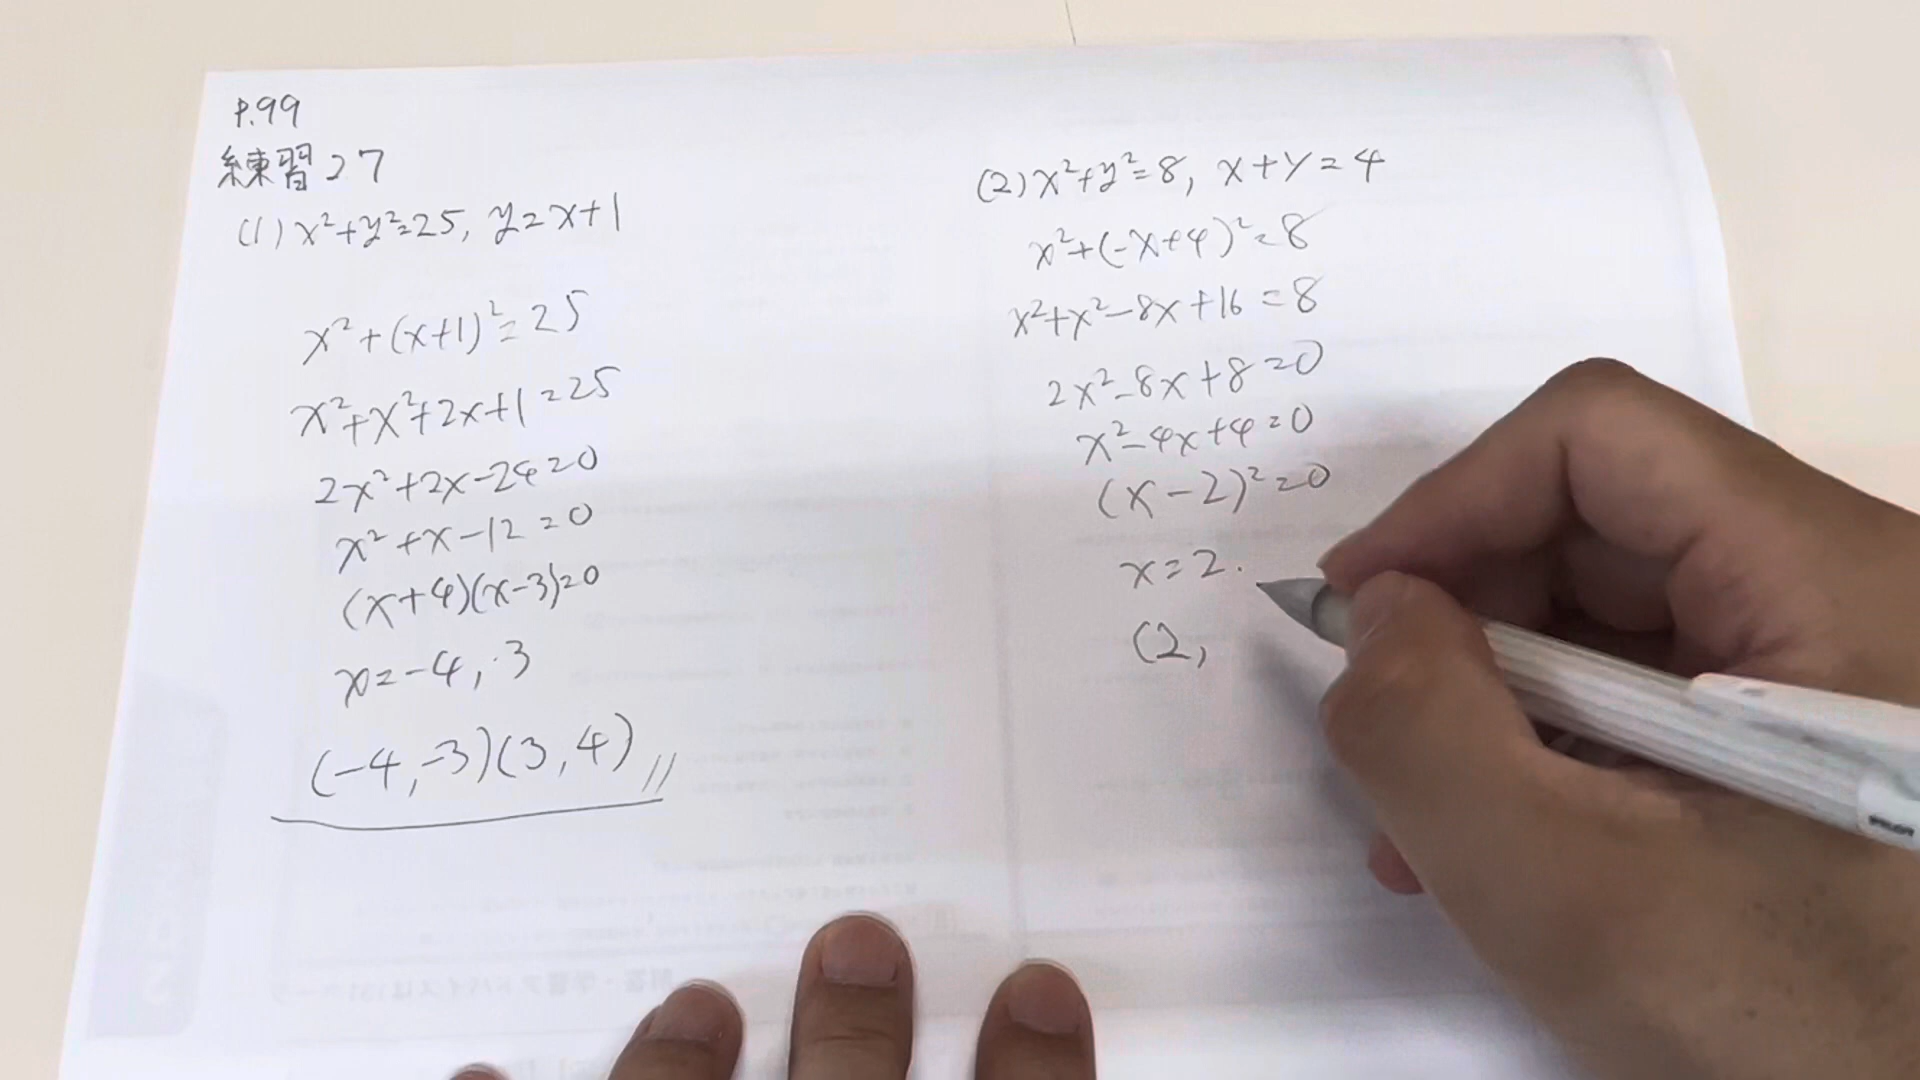 P.99
練習27
(1) x²+y²=25, y=x+1
x²+(x+1)²=25
x²+x²+2x+1=25
2x²+2x-24=0
x²+x-12=0
(x+4)(x-3)=0
x=-4, 3
(-4,-3)(3,4)
(2) x²+y²=8, x+y=4
x²+(-x+4)²=8
x²+x²-8x+16=8
2x²-8x+8=0
x²-4x+4=0
(x-2)²=0
x=2.
(2,
PILOT